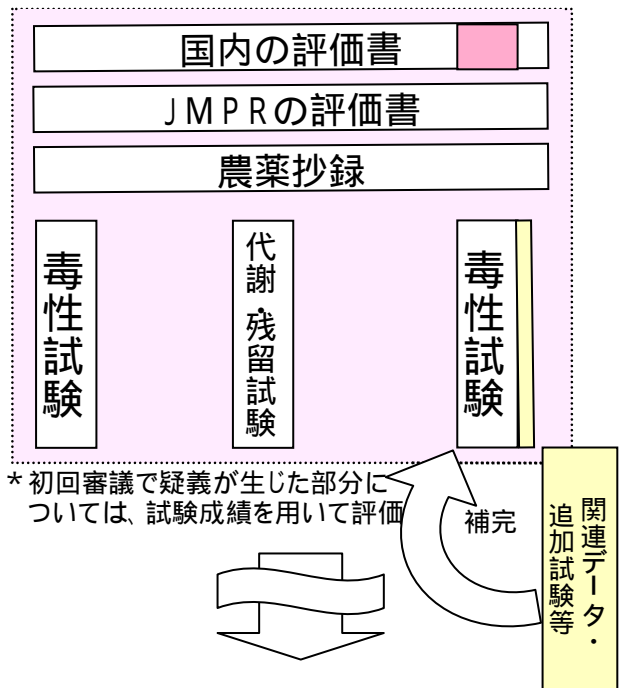 国内の評価書
JMPRの評価書
農薬抄録
毒性試験
代謝・残留試験
毒性試験
*初回審議で疑義が生じた部分に
ついては、試験成績を用いて評価
補完
関連データ・
追加試験等